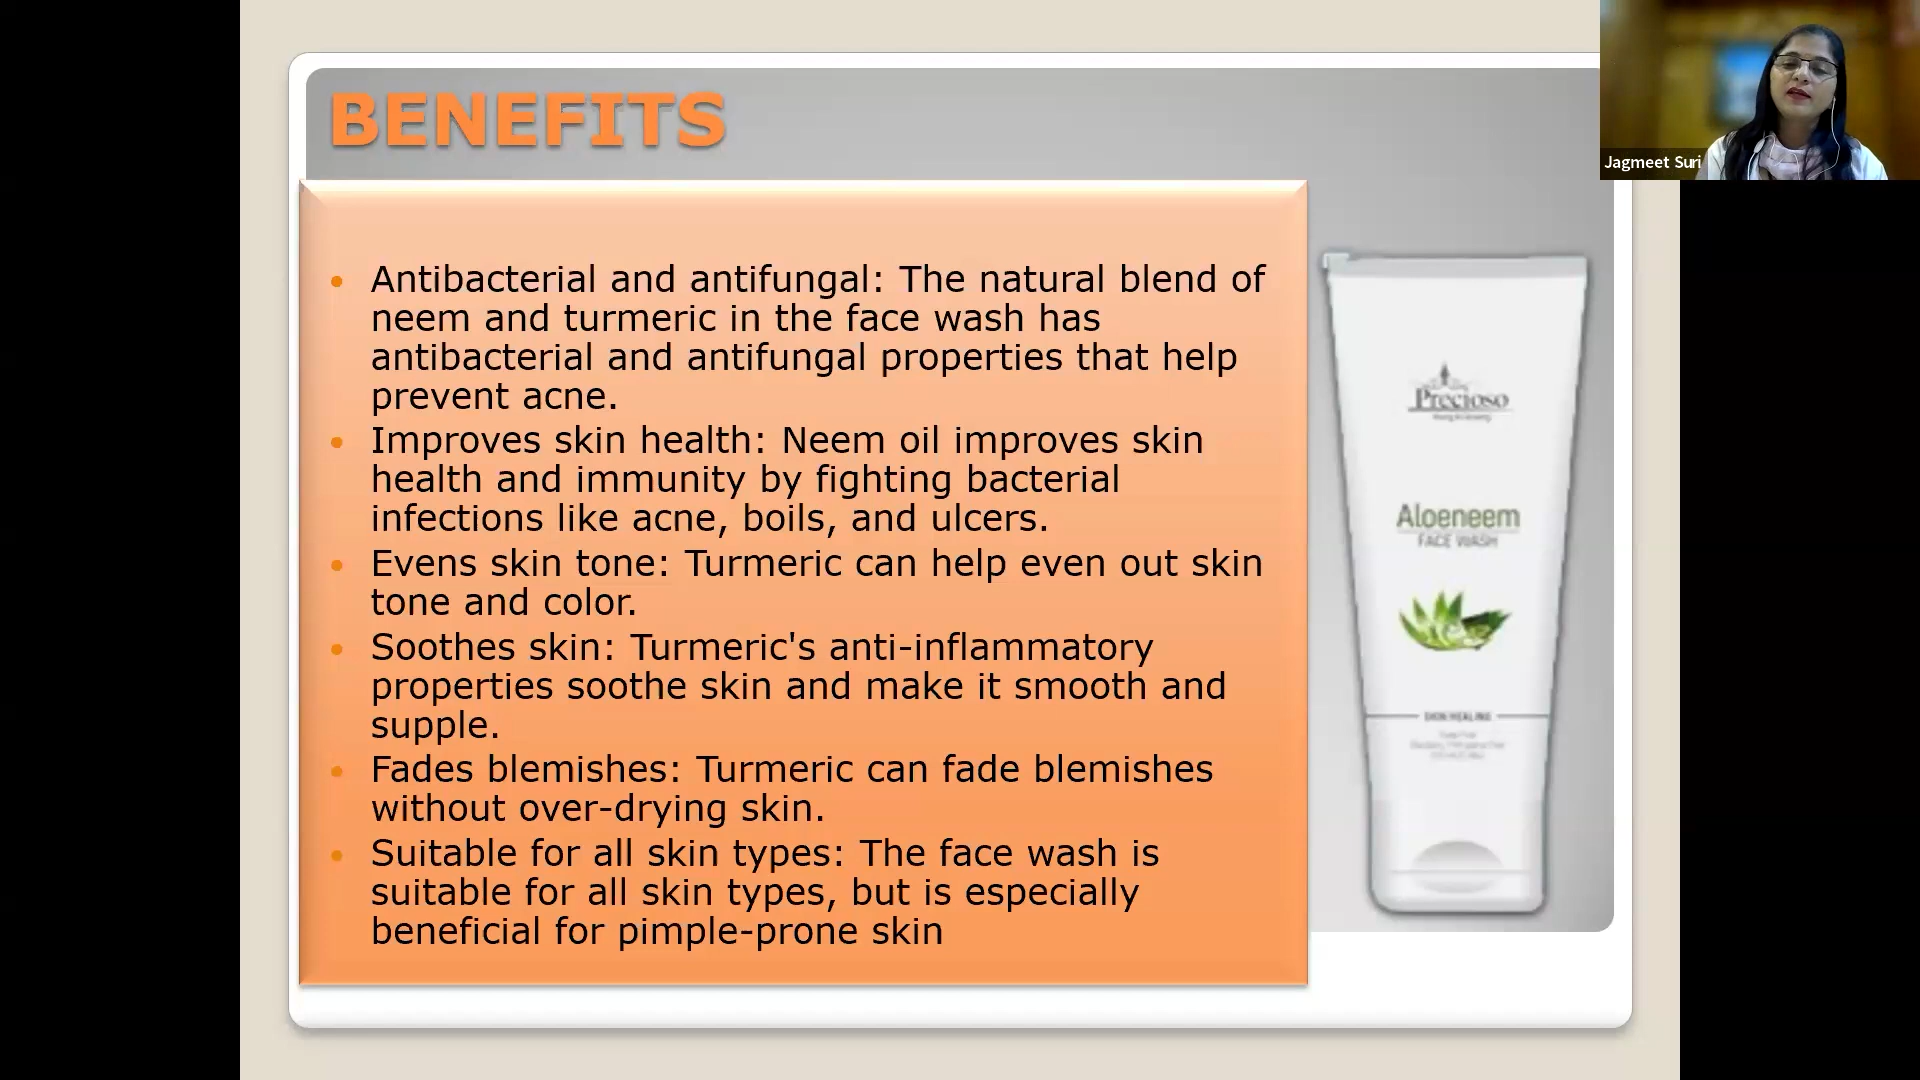 BENEFITS
Jagmeet Suri
• Antibacterial and antifungal: The natural blend of
neem and turmeric in the face wash has
antibacterial and antifungal properties that help
prevent acne.
• Improves skin health: Neem oil improves skin
health and immunity by fighting bacterial
infections like acne, boils, and ulcers.
• Evens skin tone: Turmeric can help even out skin
tone and color.
• Soothes skin: Turmeric's anti-inflammatory
properties soothe skin and make it smooth and
supple.
• Fades blemishes: Turmeric can fade blemishes
without over-drying skin.
• Suitable for all skin types: The face wash is
suitable for all skin types, but is especially
beneficial for pimple-prone skin
Precioso
Aloeneem
FACE WASH
SKIN HEALING